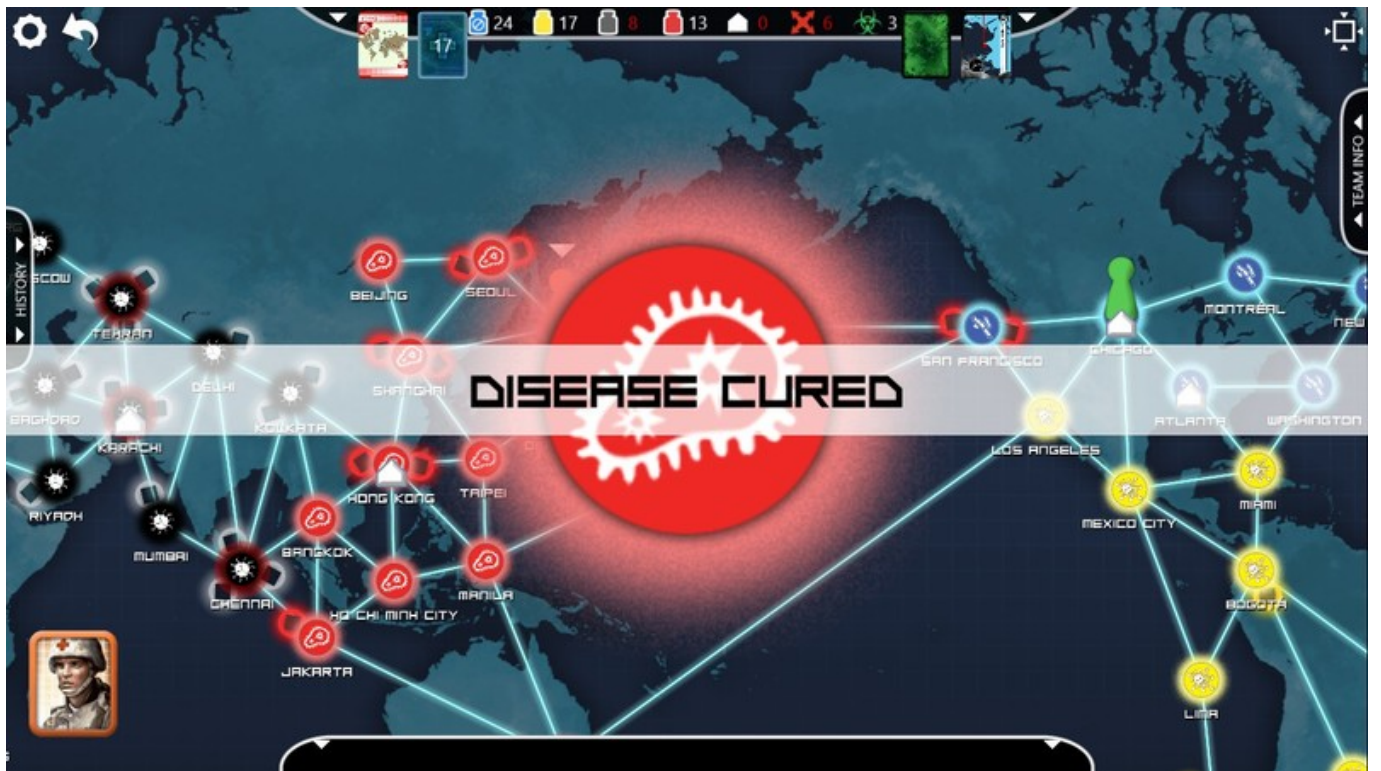 17
24
17
8
13
0
6
3
TEAM INFO
HISTORY
SCOW
TEHRAN
BEIJING
SEOUL
MONTRÉAL
NEW
SAN FRANCISCO
CHICAGO
DELHI
SHANGHAI
DISEASE CURED
BAGHDAD
KARACHI
KOLKATA
ATLANTA
WASHINGTON
LOS ANGELES
HONG KONG
TAIPEI
RIYADH
MUMBAI
BANGKOK
MIAMI
MEXICO CITY
CHENNAI
HO CHI MINH CITY
MANILA
BOGOTÁ
JAKARTA
LIMA